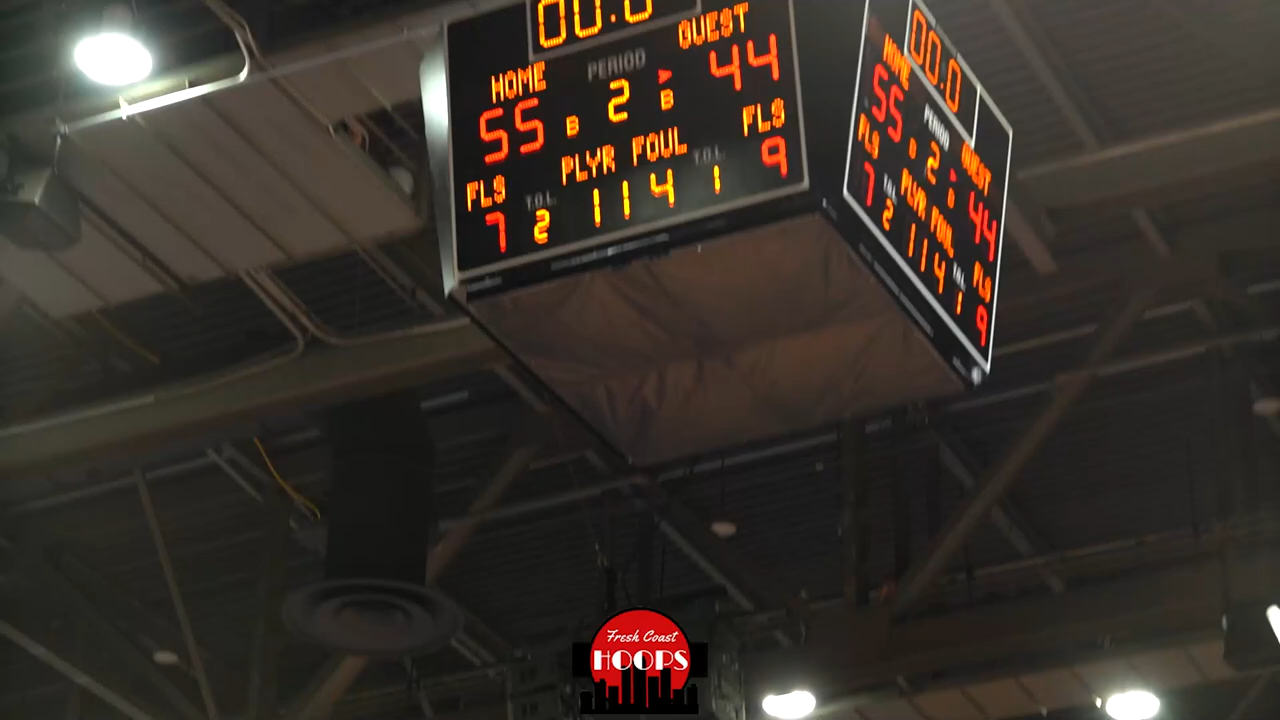 00.0
HOME PERIOD GUEST
55 B 2 B 44
PLYR FOUL
FLS T.O.L. 11 4 T.O.L. FLS
7 2 1 9
00.0
HOME PERIOD GUEST
55 B 2 B 44
PLYR FOUL
FLS T.O.L. 11 4 T.O.L. FLS
7 2 1 9
Fresh Coast
HOOPS